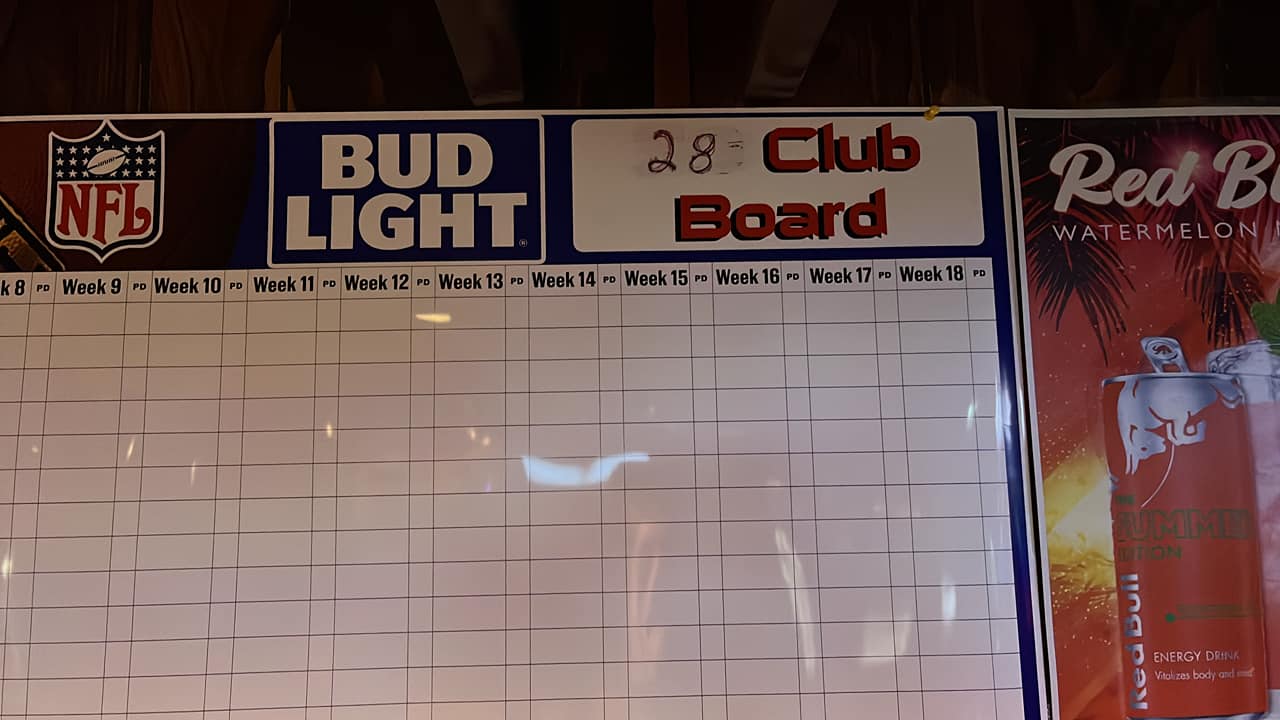 NFL
BUD
LIGHT®
28 Club
Board
k 8 PD Week 9 PD Week 10 PD Week 11 PD Week 12 PD Week 13 PD Week 14 PD Week 15 PD Week 16 PD Week 17 PD Week 18 PD
Red B
WATERMELON
SUMMER
EDITION
Red Bull
ENERGY DRINK
Vitalizes body and mind®